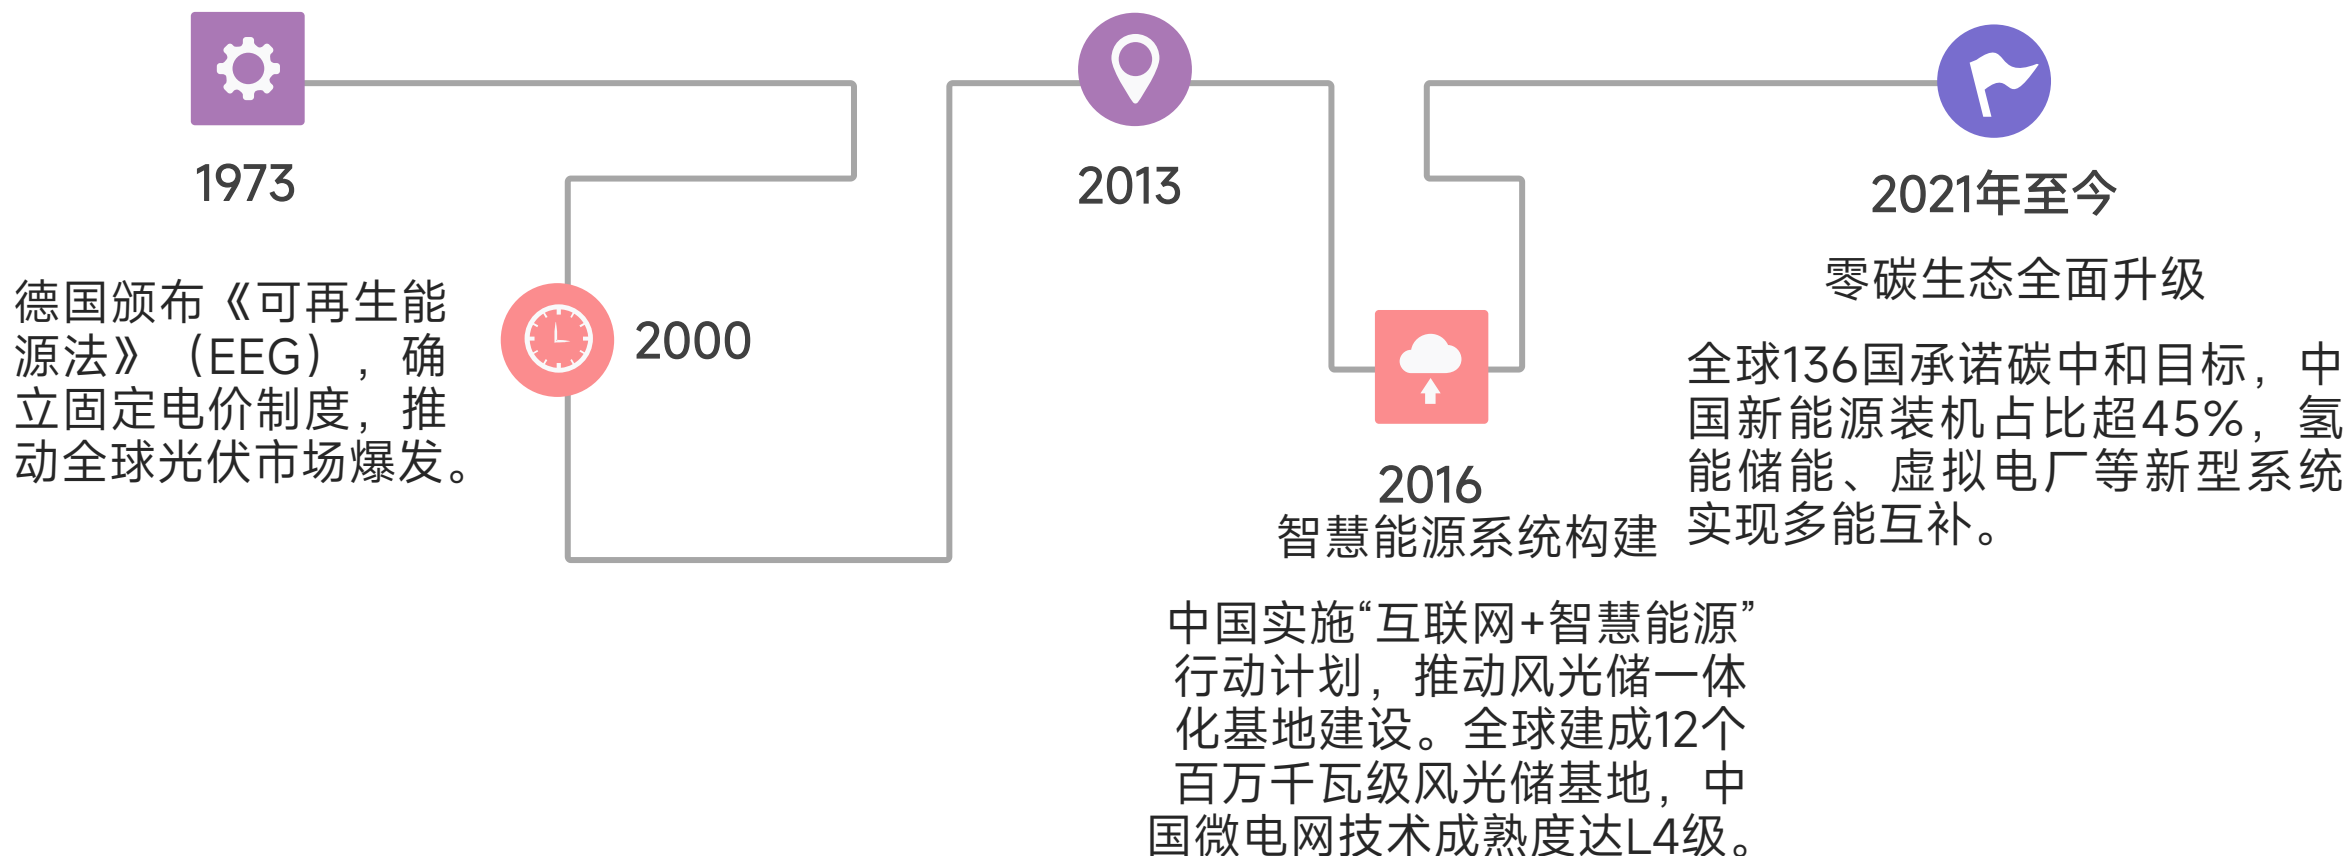 1973
德国颁布《可再生能
源法》（EEG），确
立固定电价制度，推
动全球光伏市场爆发。
2000
2013
2016
智慧能源系统构建
中国实施“互联网+智慧能源”
行动计划，推动风光储一体
化基地建设。全球建成12个
百万千瓦级风光储基地，中
国微电网技术成熟度达L4级。
2021年至今
零碳生态全面升级
全球136国承诺碳中和目标，中
国新能源装机占比超45%，氢
能储能、虚拟电厂等新型系统
实现多能互补。